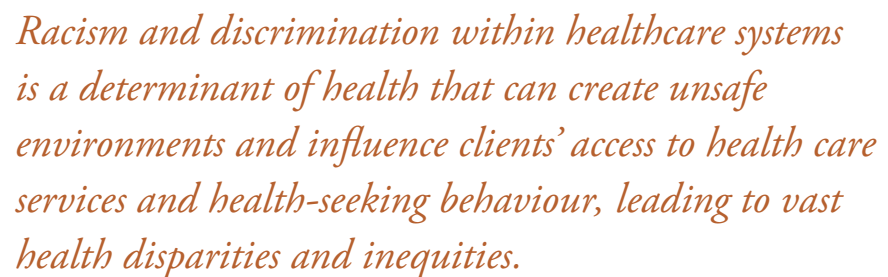 Racism and discrimination within healthcare systems
is a determinant of health that can create unsafe
environments and influence clients’ access to health care
services and health-seeking behaviour, leading to vast
health disparities and inequities.